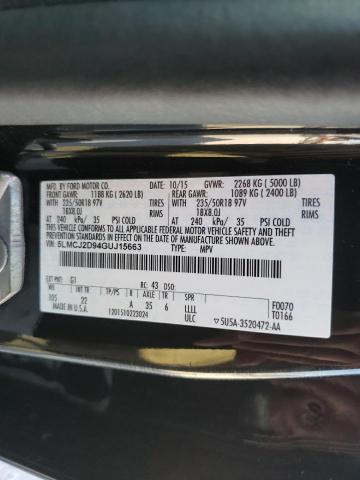 MFD. BY FORD MOTOR CO.
DATE: 10/15 GVWR: 2268 KG ( 5000 LB)
FRONT GAWR: 1188 KG ( 2620 LB) REAR GAWR: 1089 KG ( 2400 LB)
WITH 235/50R18 97V TIRES WITH 235/50R18 97V TIRES
18X8.0J RIMS 18X8.0J RIMS
AT 240 kPa/ 35 PSI COLD AT 240 kPa/ 35 PSI COLD
THIS VEHICLE CONFORMS TO ALL APPLICABLE FEDERAL MOTOR VEHICLE SAFETY AND
THEFT PREVENTION STANDARDS IN EFFECT ON THE DATE OF MANUFACTURE SHOWN ABOVE.
VIN: 5LMCJ2D94GUJ15663
TYPE: MPV
F0070
T0166
EXT PNT: G1 RC: 43 DSO:
WB INT TR TP/PS R AXLE TR SPR
105 22 A 35 6 LLLL
MADE IN U.S.A. ULC
1201510223024 5U5A-3520472-AA